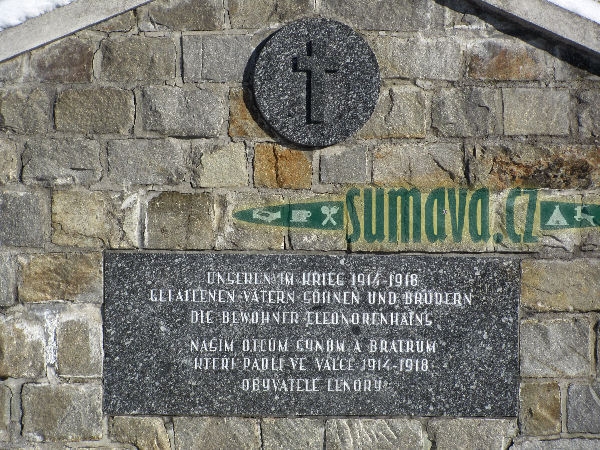 sumava.cz
UNSEREN IM KRIEG 1914-1918
GEFALLENEN VÄTERN SÖHNEN UND BRÜDERN
DIE BEWOHNER ELEONORENHAINS
NAŠIM OTCŮM SYNŮM A BRATRŮM
KTEŘÍ PADLI VE VÁLCE 1914-1918
OBYVATELÉ LENORY